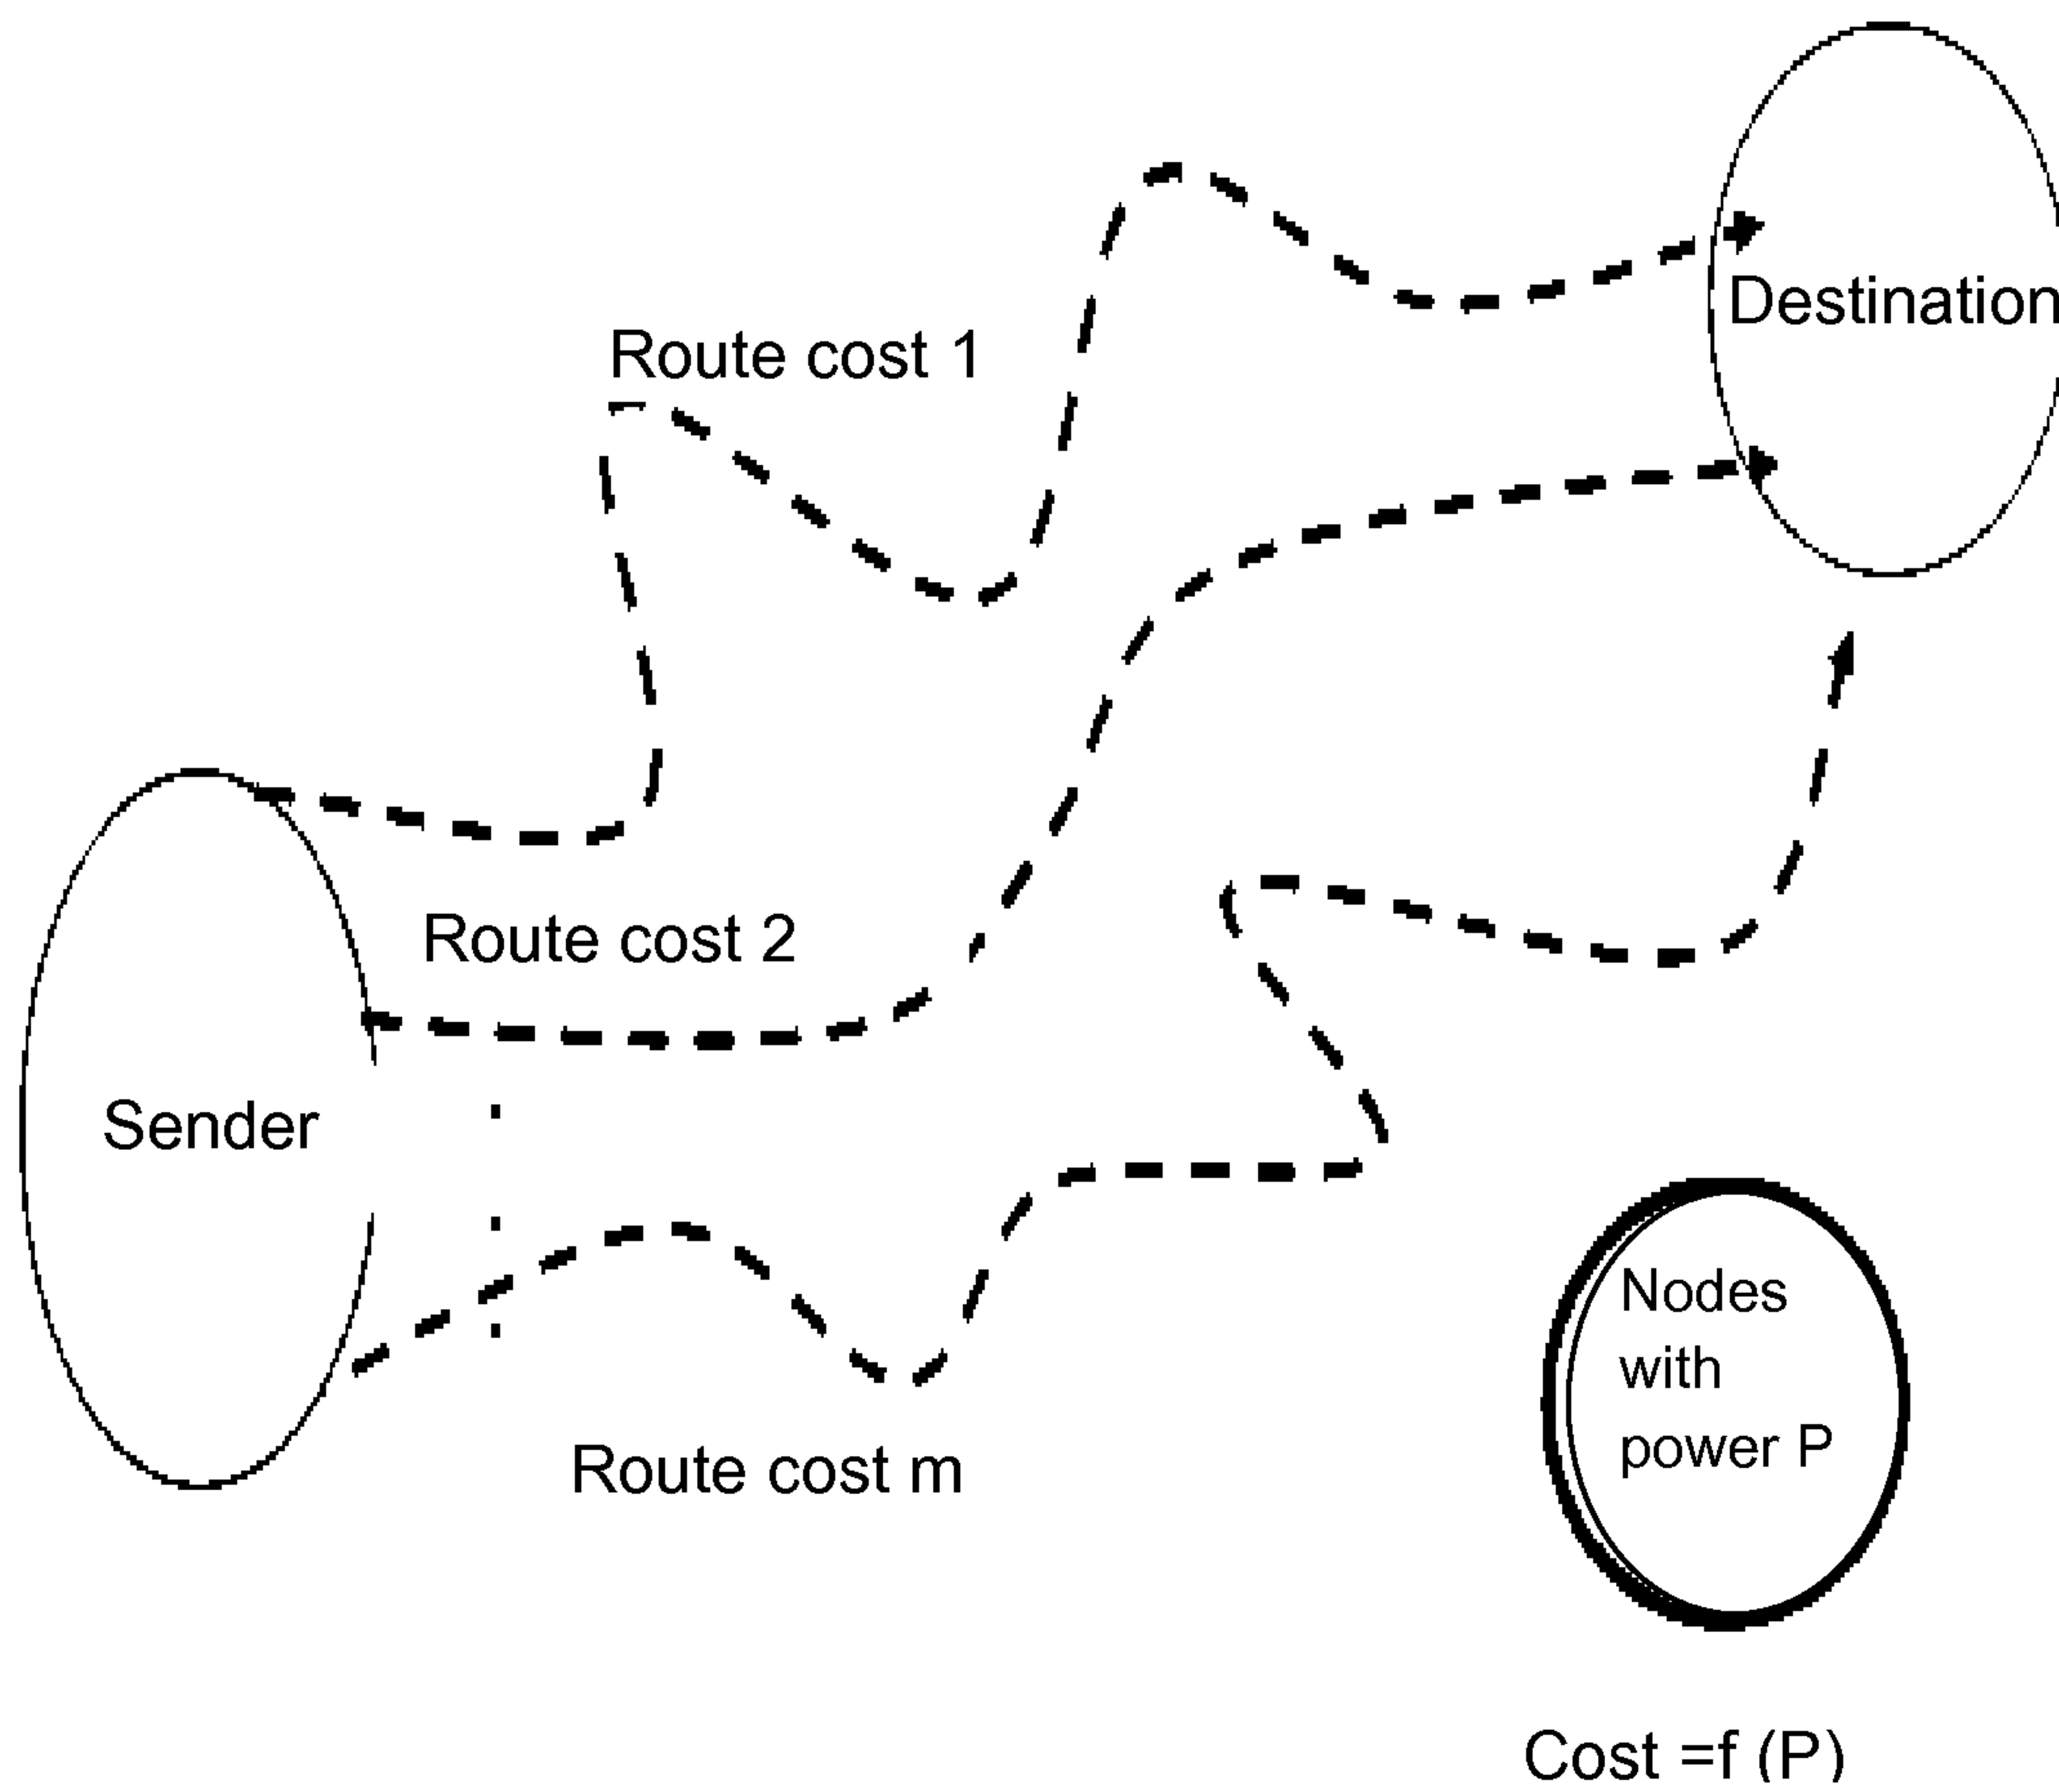 Destination
Route cost 1
Route cost 2
Sender
Route cost m
Nodes
with
power P
Cost =f (P)